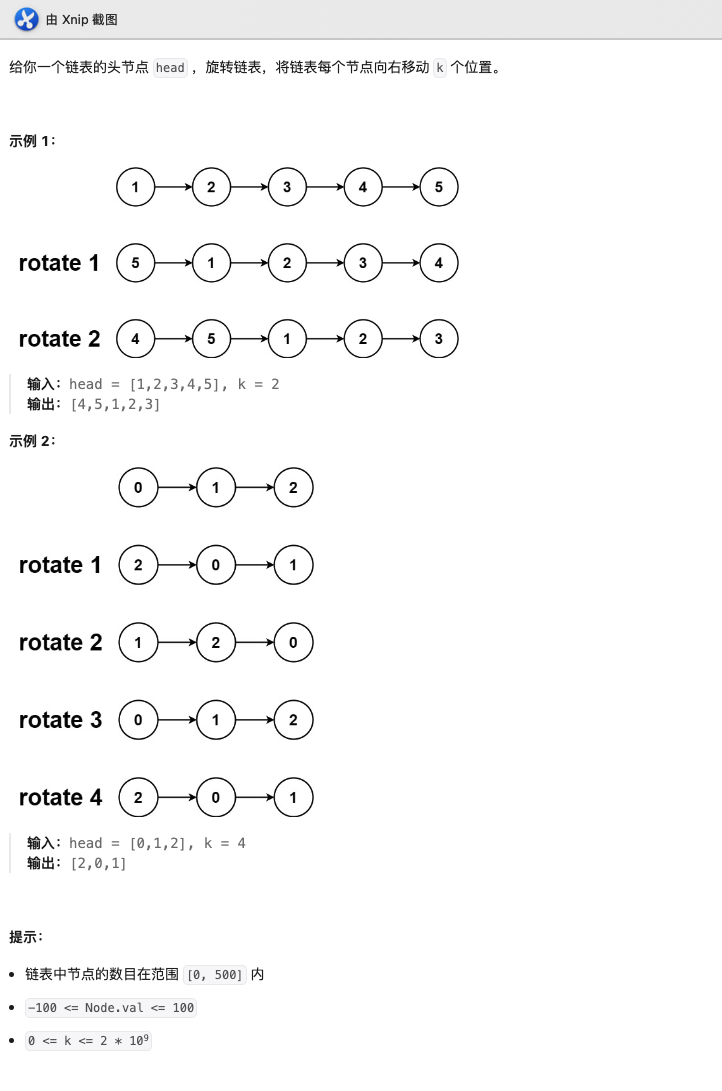 由 Xnip 截图
给你一个链表的头节点 head ，旋转链表，将链表每个节点向右移动 k 个位置。
示例 1：
1 2 3 4 5
rotate 1 5 1 2 3 4
rotate 2 4 5 1 2 3
输入：head = [1,2,3,4,5], k = 2
输出：[4,5,1,2,3]
示例 2：
0 1 2
rotate 1 2 0 1
rotate 2 1 2 0
rotate 3 0 1 2
rotate 4 2 0 1
输入：head = [0,1,2], k = 4
输出：[2,0,1]
提示：
• 链表中节点的数目在范围 [0, 500] 内
• -100 <= Node.val <= 100
• 0 <= k <= 2 * 10⁹